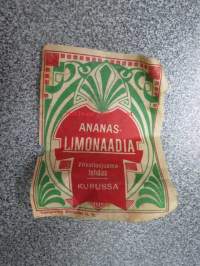 ANANAS-
LIMONAADIA
Virvoitusjuoma
tehdas
KURUSSA